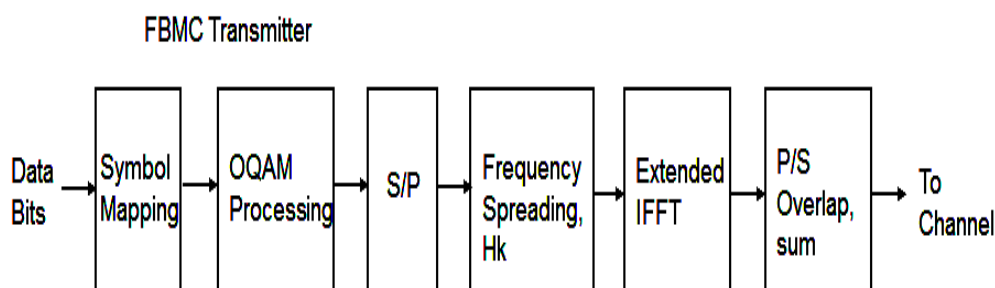 FBMC Transmitter
Data
Bits
Symbol
Mapping
OQAM
Processing
S/P
Frequency
Spreading,
Hk
Extended
IFFT
P/S
Overlap,
sum
To
Channel